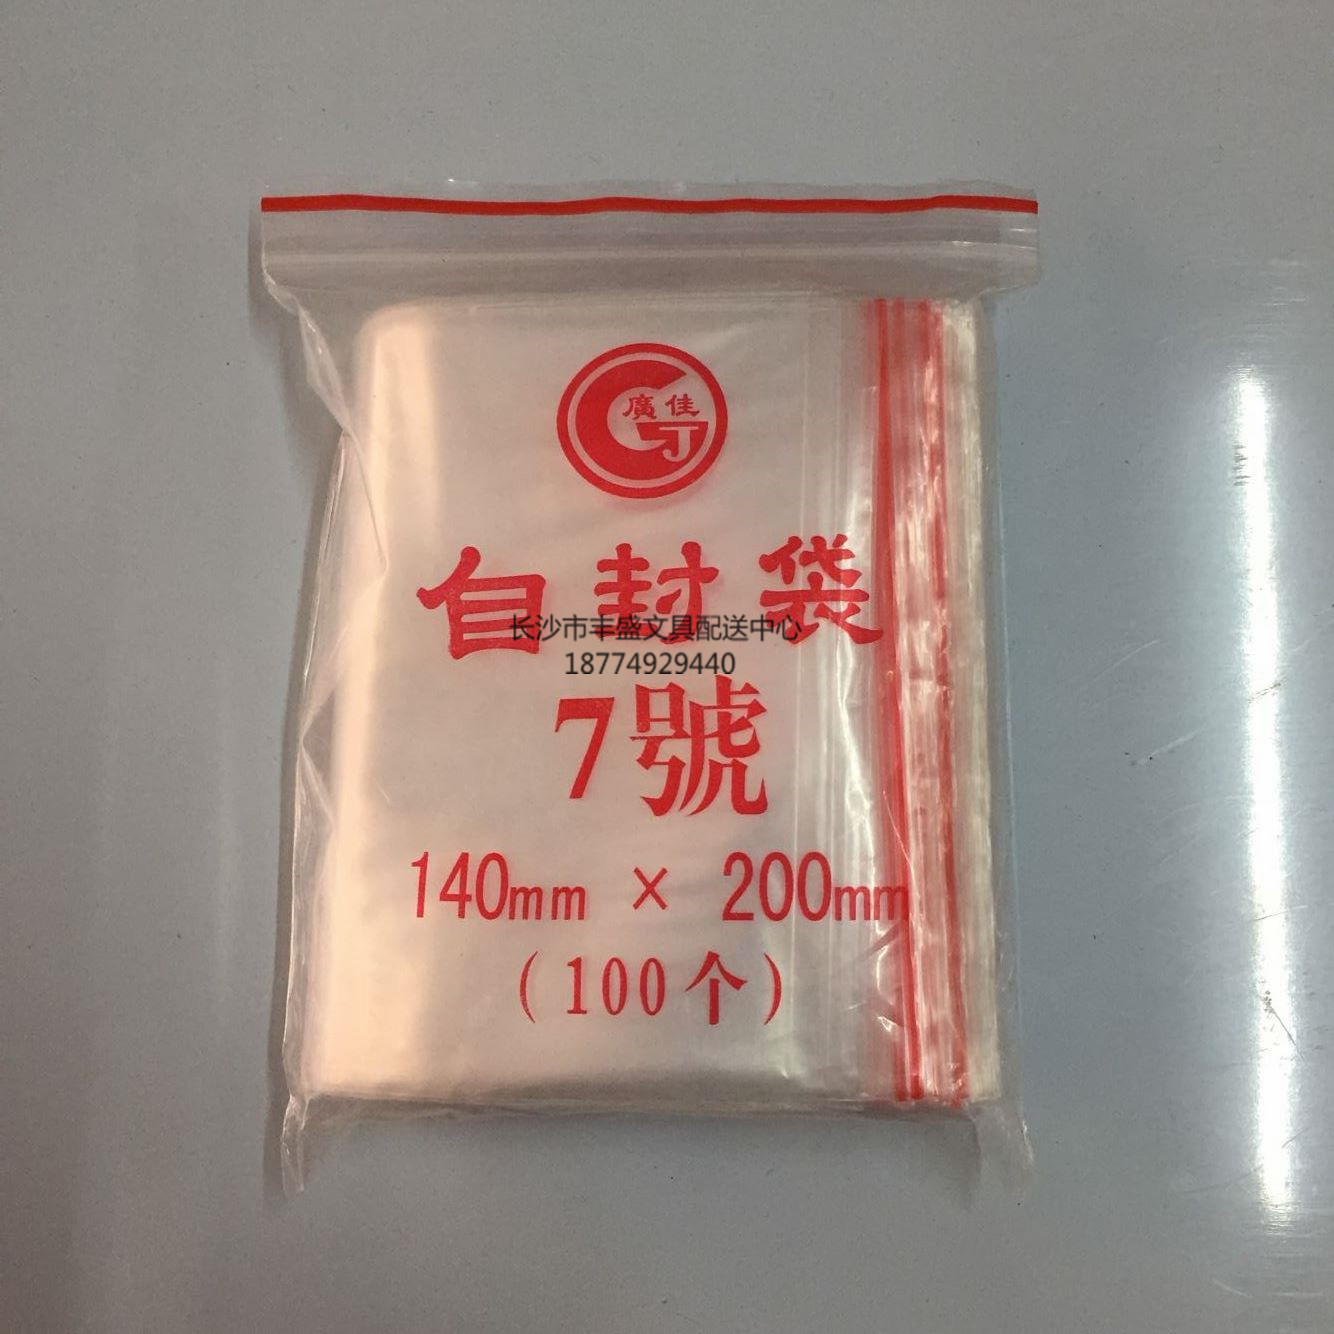 廣佳
GJ
自封袋
长沙市丰盛文具配送中心
18774929440
7號
140mm × 200mm
(100个)